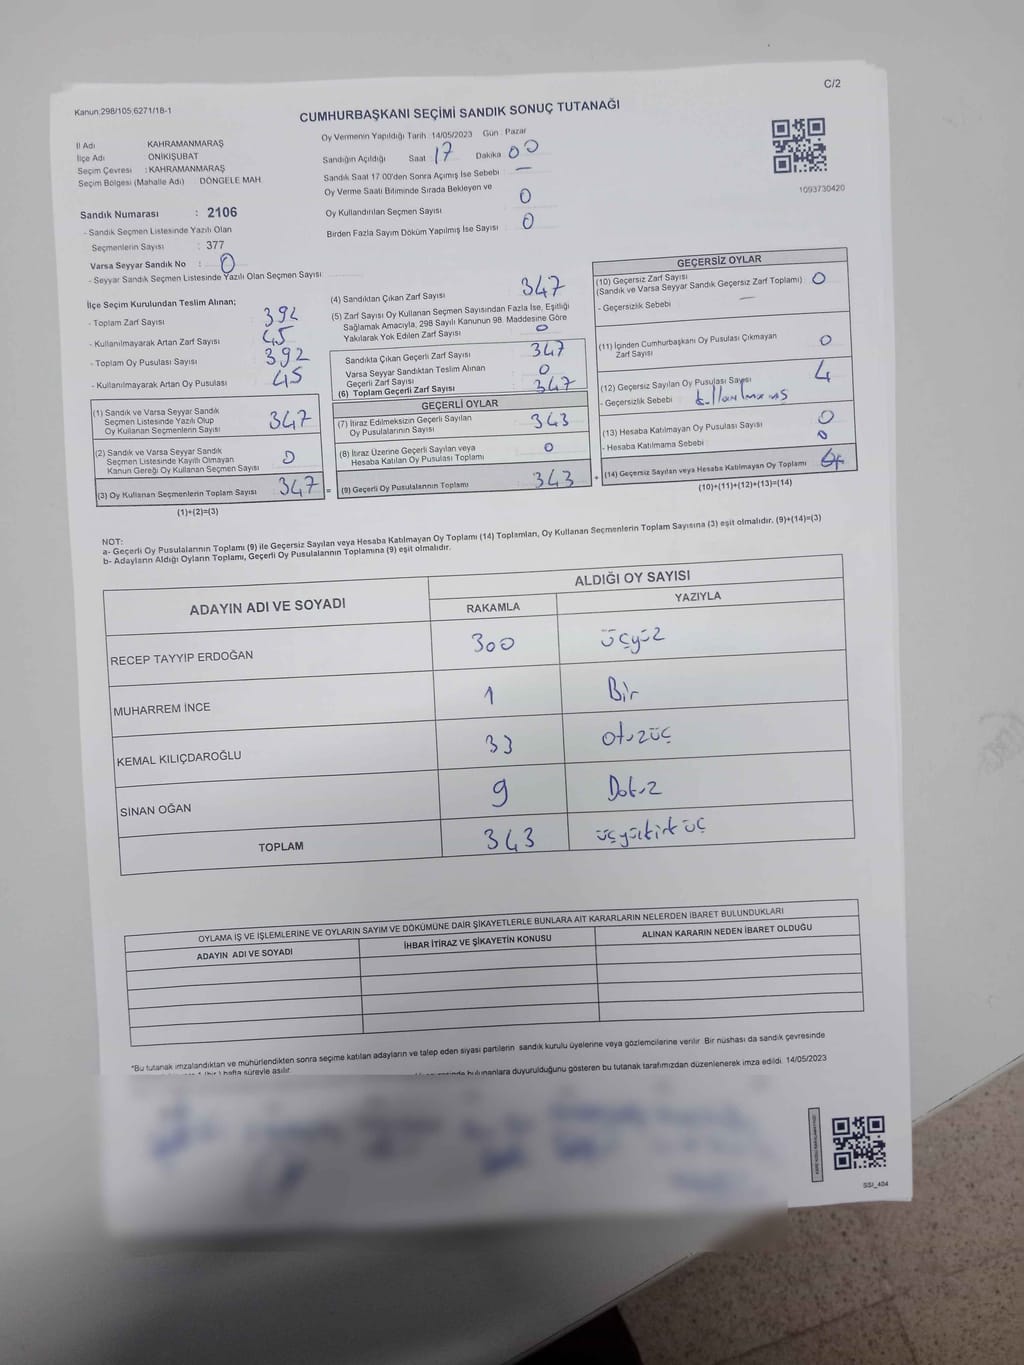 C/2
Kanun.298/105,6271/18-1
CUMHURBAŞKANI SEÇİMİ SANDIK SONUÇ TUTANAĞI
İl Adı KAHRAMANMARAŞ
İlçe Adı ONİKİŞUBAT
Seçim Çevresi : KAHRAMANMARAŞ
Seçim Bölgesi (Mahalle Adı) DÖNGELE MAH.
Oy Vermenin Yapıldığı Tarih 14/05/2023 Gün Pazar
Sandığın Açıldığı Saat 17 Dakika 00
Sandık Saat 17:00'den Sonra Açımış İse Sebebi —
Oy Verme Saati Bitiminde Sırada Bekleyen ve
Oy Kullandırılan Seçmen Sayısı 0
Birden Fazla Sayım Döküm Yapılmış İse Sayısı 0
1093730420
Sandık Numarası : 2106
- Sandık Seçmen Listesinde Yazılı Olan
Seçmenlerin Sayısı : 377
Varsa Seyyar Sandık No : 0
- Seyyar Sandık Seçmen Listesinde Yazılı Olan Seçmen Sayısı
İlçe Seçim Kurulundan Teslim Alınan;
- Toplam Zarf Sayısı 392
- Kullanılmayarak Artan Zarf Sayısı 45
- Toplam Oy Pusulası Sayısı 392
- Kullanılmayarak Artan Oy Pusulası 45
(1) Sandık ve Varsa Seyyar Sandık
Seçmen Listesinde Yazılı Olup
Oy Kullanan Seçmenlerin Sayısı 347
(2) Sandık ve Varsa Seyyar Sandık
Seçmen Listesinde Kayıtlı Olmayan
Kanun Gereği Oy Kullanan Seçmen Sayısı 0
(3) Oy Kullanan Seçmenlerin Toplam Sayısı 347 =
(1)+(2)=(3)
(4) Sandıktan Çıkan Zarf Sayısı 347
(5) Zarf Sayısı Oy Kullanan Seçmen Sayısından Fazla İse, Eşitliği
Sağlamak Amacıyla, 298 Sayılı Kanunun 98. Maddesine Göre
Yakılarak Yok Edilen Zarf Sayısı 0
Sandıkta Çıkan Geçerli Zarf Sayısı 347
Varsa Seyyar Sandıktan Teslim Alınan
Geçerli Zarf Sayısı 0
(6) Toplam Geçerli Zarf Sayısı 347
GEÇERLİ OYLAR
(7) İtiraz Edilmeksizin Geçerli Sayılan
Oy Pusulalarının Sayısı 343
(8) İtiraz Üzerine Geçerli Sayılan veya
Hesaba Katılan Oy Pusulası Toplamı 0
(9) Geçerli Oy Pusulalarının Toplamı 343 +
GEÇERSİZ OYLAR
(10) Geçersiz Zarf Sayısı
(Sandık ve Varsa Seyyar Sandık Geçersiz Zarf Toplamı) 0
- Geçersizlik Sebebi —
(11) İçinden Cumhurbaşkanı Oy Pusulası Çıkmayan
Zarf Sayısı 0
(12) Geçersiz Sayılan Oy Pusulası Sayısı 4
- Geçersizlik Sebebi kullanılmamış
(13) Hesaba Katılmayan Oy Pusulası Sayısı 0
- Hesaba Katılmama Sebebi 0
(14) Geçersiz Sayılan veya Hesaba Katılmayan Oy Toplamı 4
(10)+(11)+(12)+(13)=(14)
NOT:
a- Geçerli Oy Pusulalarının Toplamı (9) ile Geçersiz Sayılan veya Hesaba Katılmayan Oy Toplamı (14) Toplamları, Oy Kullanan Seçmenlerin Toplam Sayısına (3) eşit olmalıdır. (9)+(14)=(3)
b- Adayların Aldığı Oyların Toplamı, Geçerli Oy Pusulalarının Toplamına (9) eşit olmalıdır.
ADAYIN ADI VE SOYADI
ALDIĞI OY SAYISI
RAKAMLA YAZIYLA
RECEP TAYYİP ERDOĞAN 300 üçyüz
MUHARREM İNCE 1 Bir
KEMAL KILIÇDAROĞLU 33 otuzüç
SİNAN OĞAN 9 Dokuz
TOPLAM 343 üçyüzkırküç
OYLAMA İŞ VE İŞLEMLERİNE VE OYLARIN SAYIM VE DÖKÜMÜNE DAİR ŞİKAYETLERLE BUNLARA AİT KARARLARIN NELERDEN İBARET BULUNDUKLARI
ADAYIN ADI VE SOYADI İHBAR İTİRAZ VE ŞİKAYETİN KONUSU ALINAN KARARIN NEDEN İBARET OLDUĞU
*Bu tutanak imzalandıktan ve mühürlendikten sonra seçime katılan adayların ve talep eden siyasi partilerin sandık kurulu üyelerine veya gözlemcilerine verilir. Bir nüshası da sandık çevresinde
1 (bir) hafta süreyle asılır.
bulunanlara duyurulduğunu gösteren bu tutanak tarafımızdan düzenlenerek imza edildi. 14/05/2023
SSI_404